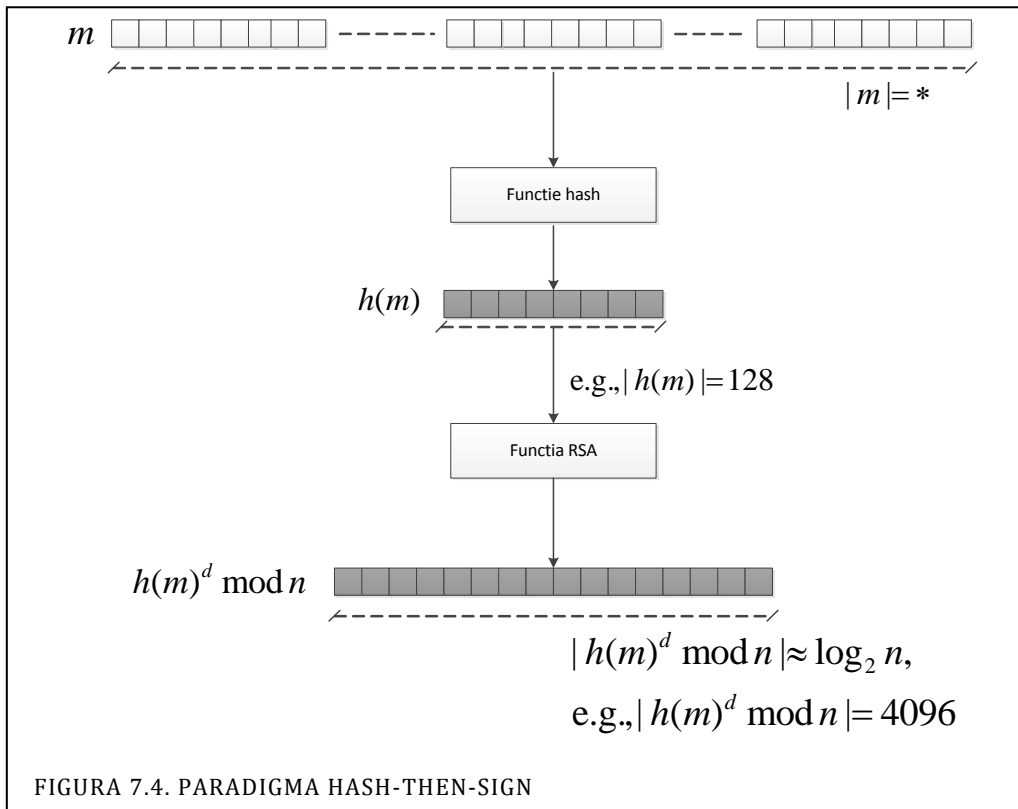 m
| m |= *
Functie hash
h(m)
e.g.,| h(m) |= 128
Functia RSA
h(m)^d mod n
| h(m)^d mod n |≈ log₂ n,
e.g.,| h(m)^d mod n |= 4096
FIGURA 7.4. PARADIGMA HASH-THEN-SIGN